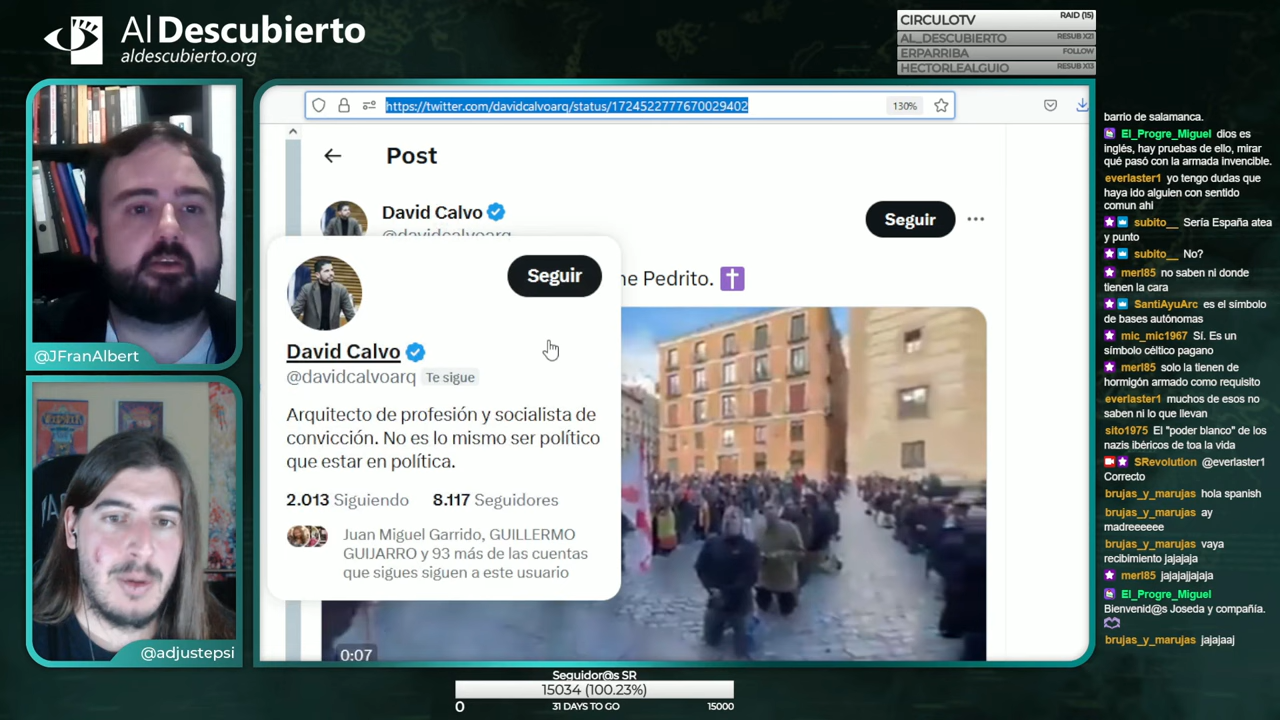 Al Descubierto
aldescubierto.org
CIRCULOTV RAID (15)
AL_DESCUBIERTO RESUB X21
ERPARRIBA FOLLOW
HECTORLEALGUIO RESUB X13
@JFranAlbert
@adjustepsi
https://twitter.com/davidcalvoarq/status/1724522777670029402
130%
Post
David Calvo
@davidcalvoarq
Seguir
ne Pedrito.
Seguir
David Calvo
@davidcalvoarq Te sigue
Arquitecto de profesión y socialista de
convicción. No es lo mismo ser político
que estar en política.
2.013 Siguiendo 8.117 Seguidores
Juan Miguel Garrido, GUILLERMO
GUIJARRO y 93 más de las cuentas
que sigues siguen a este usuario
0:07
barrio de salamanca.
El_Progre_Miguel dios es
inglés, hay pruebas de ello, mirar
qué pasó con la armada invencible.
everlaster1 yo tengo dudas que
haya ido alguien con sentido
comun ahi
subito__ Sería España atea
y punto
subito__ No?
merl85 no saben ni donde
tienen la cara
SantiAyuArc es el símbolo
de bases autónomas
mic_mic1967 Sí. Es un
símbolo céltico pagano
merl85 solo la tienen de
hormigón armado como requisito
everlaster1 muchos de esos no
saben ni lo que llevan
sito1975 El "poder blanco" de los
nazis ibéricos de toa la vida
SRevolution @everlaster1
Correcto
brujas_y_marujas hola spanish
brujas_y_marujas ay
madreeeeee
brujas_y_marujas vaya
recibimiento jajajaja
merl85 jajajajjajaja
El_Progre_Miguel
Bienvenid@s Joseda y compañía.
brujas_y_marujas jajajaaj
Seguidor@s SR
15034 (100.23%)
0 31 DAYS TO GO 15000